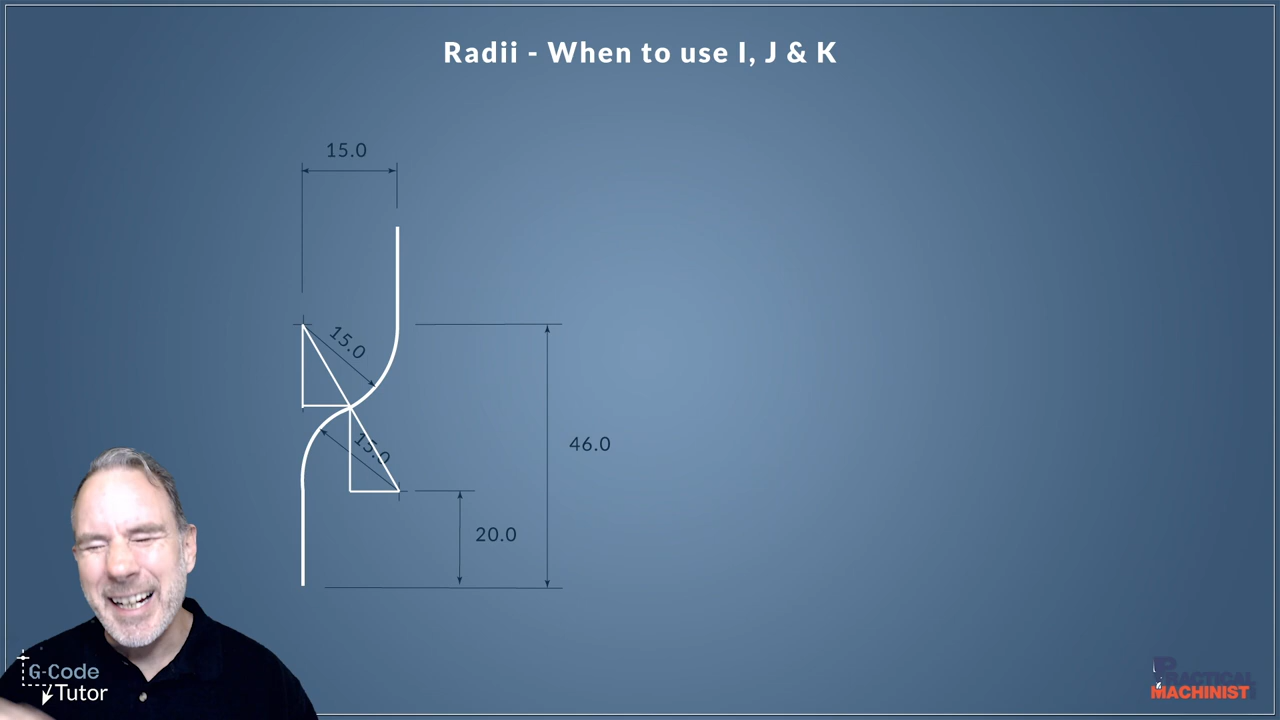 Radii - When to use I, J & K
15.0
15.0
15.0
46.0
20.0
G-Code
Tutor
PRACTICAL
MACHINIST